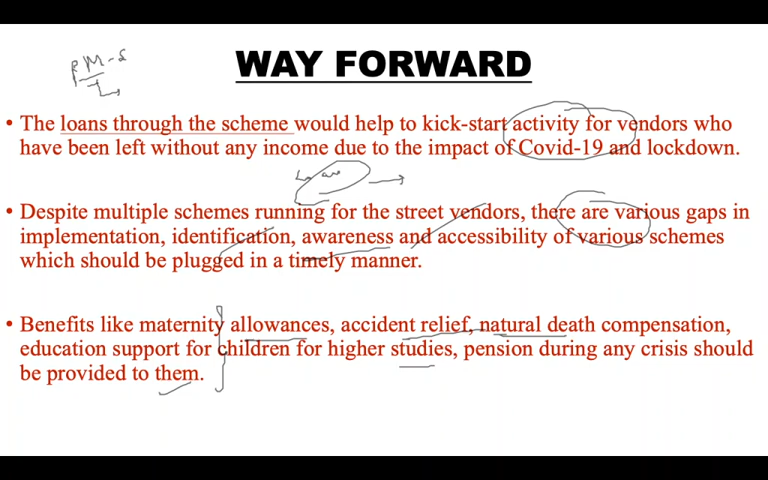 PM-S
WAY FORWARD
• The loans through the scheme would help to kick-start activity for vendors who
have been left without any income due to the impact of Covid-19 and lockdown.
• Despite multiple schemes running for the street vendors, there are various gaps in
implementation, identification, awareness and accessibility of various schemes
which should be plugged in a timely manner.
• Benefits like maternity allowances, accident relief, natural death compensation,
education support for children for higher studies, pension during any crisis should
be provided to them.